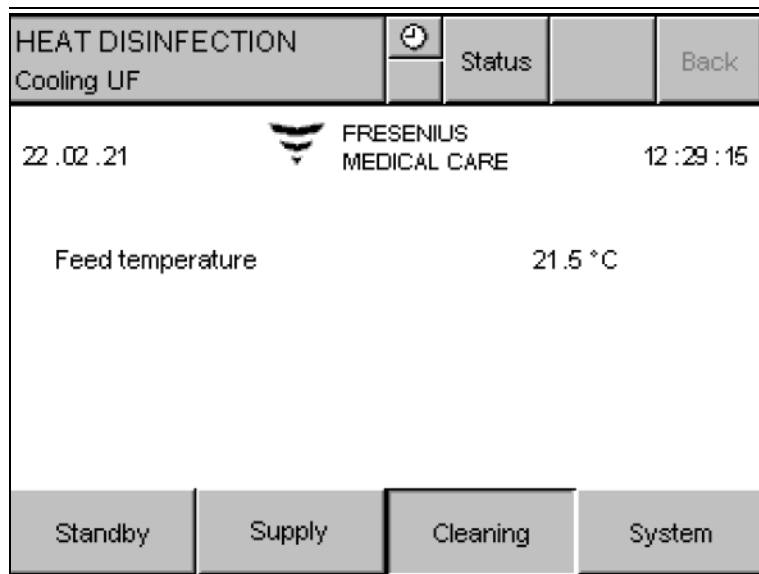 HEAT DISINFECTION
Cooling UF
Status
Back
22.02.21
FRESENIUS
MEDICAL CARE
12:29:15
Feed temperature 21.5 °C
Standby Supply Cleaning System